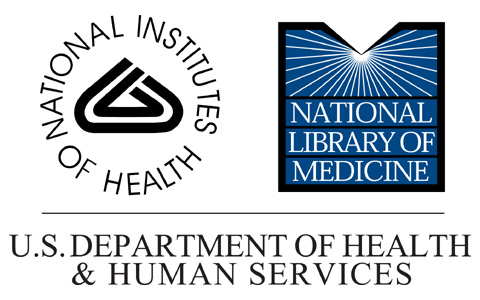 NATIONAL INSTITUTES
OF HEALTH
NATIONAL
LIBRARY OF
MEDICINE
U.S. DEPARTMENT OF HEALTH
& HUMAN SERVICES